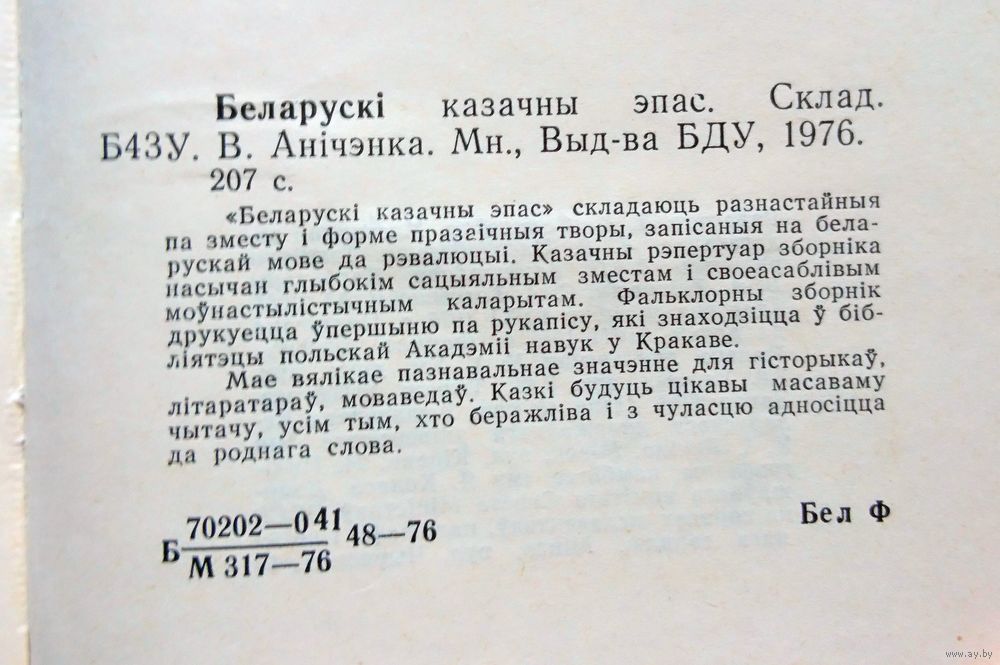 Беларускі казачны эпас. Склад.
Б43У. В. Анічэнка. Мн., Выд-ва БДУ, 1976.
207 с.
«Беларускі казачны эпас» складаюць разнастайныя
па зместу і форме празаічныя творы, запісаныя на бела-
рускай мове да рэвалюцыі. Казачны рэпертуар зборніка
насычан глыбокім сацыяльным зместам і своеасаблівым
моўнастылістычным каларытам. Фальклорны зборнік
друкуецца ўпершыню па рукапісу, які знаходзіцца ў біб-
ліятэцы польскай Акадэміі навук у Кракаве.
Мае вялікае пазнавальнае значэнне для гісторыкаў,
літаратараў, моваведаў. Казкі будуць цікавы масаваму
чытачу, усім тым, хто беражліва і з чуласцю адносіцца
да роднага слова.
Б 70202—041 48—76
М 317—76
Бел Ф
www.ay.by